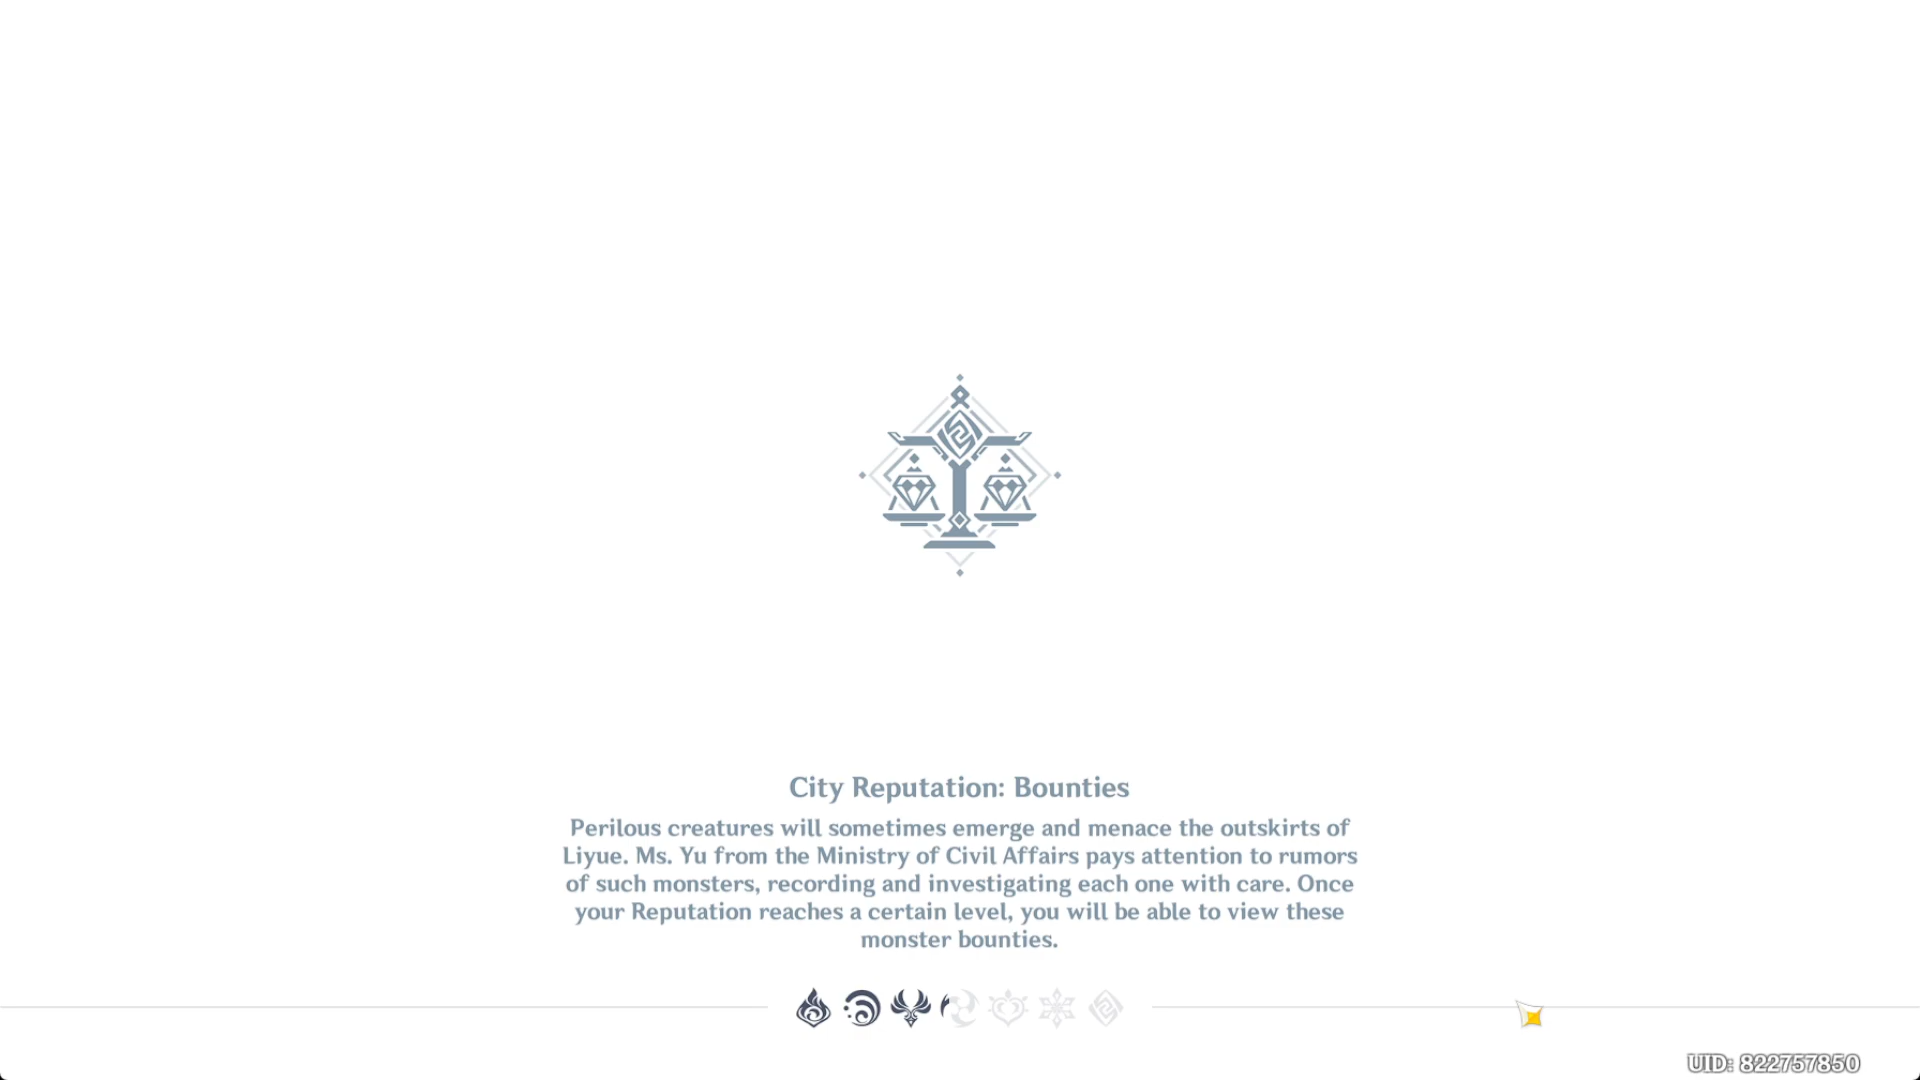 City Reputation: Bounties
Perilous creatures will sometimes emerge and menace the outskirts of
Liyue. Ms. Yu from the Ministry of Civil Affairs pays attention to rumors
of such monsters, recording and investigating each one with care. Once
your Reputation reaches a certain level, you will be able to view these
monster bounties.
UID: 822757850